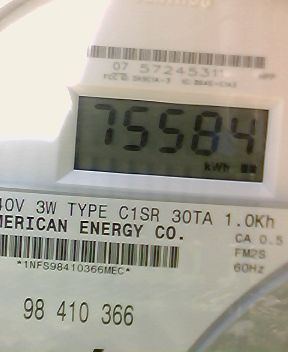 07 5724531
75584
kWh
40V 3W TYPE C1SR 30TA 1.0Kh
MERICAN ENERGY CO.
CA 0.5
FM2S
60Hz
*1NFS98410366MEC*
98 410 366